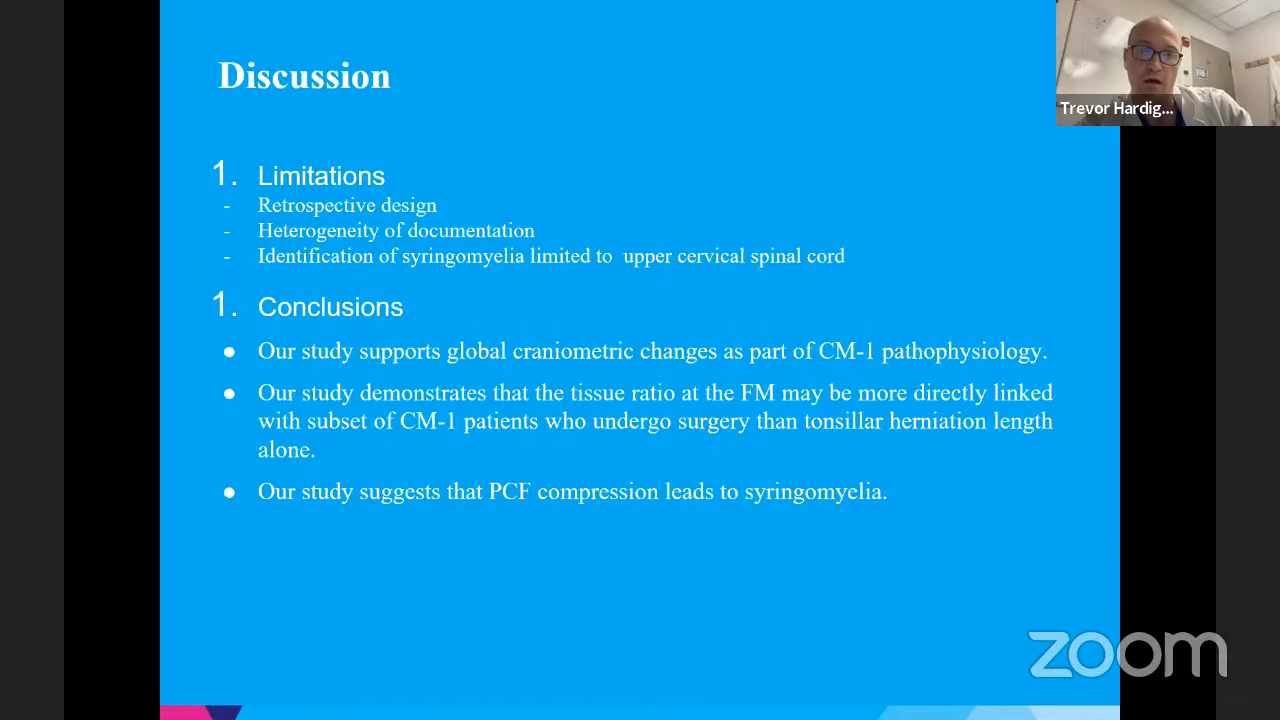 Discussion
Trevor Hardig...
1. Limitations
- Retrospective design
- Heterogeneity of documentation
- Identification of syringomyelia limited to upper cervical spinal cord
1. Conclusions
● Our study supports global craniometric changes as part of CM-1 pathophysiology.
● Our study demonstrates that the tissue ratio at the FM may be more directly linked
with subset of CM-1 patients who undergo surgery than tonsillar herniation length
alone.
● Our study suggests that PCF compression leads to syringomyelia.
zoom